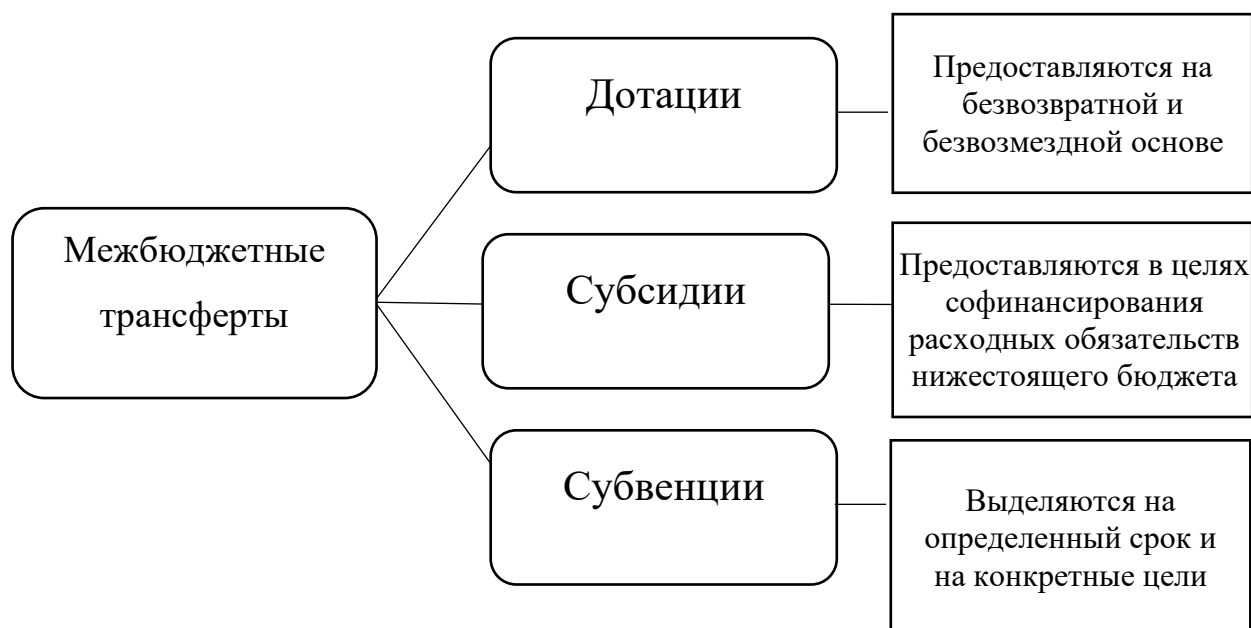 Межбюджетные
трансферты
Дотации
Предоставляются на
безвозвратной и
безвозмездной основе
Субсидии
Предоставляются в целях
софинансирования
расходных обязательств
нижестоящего бюджета
Субвенции
Выделяются на
определенный срок и
на конкретные цели